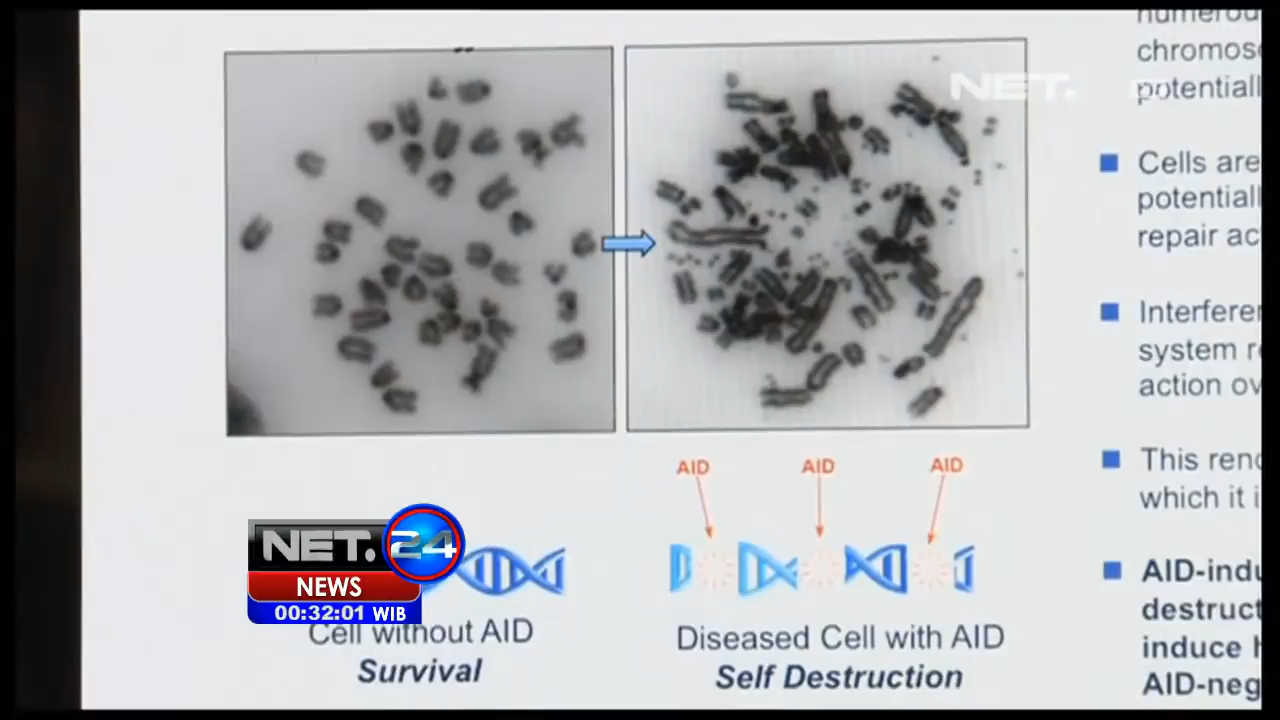 chromos
potentiall
NET.
Cells are
potentiall
repair ac
Interferen
system r
action ov
This ren
which it i
AID-indu
destruct
induce h
AID-neg
AID
AID
AID
NET. 24
NEWS
00:32:01 WIB
Cell without AID
Survival
Diseased Cell with AID
Self Destruction